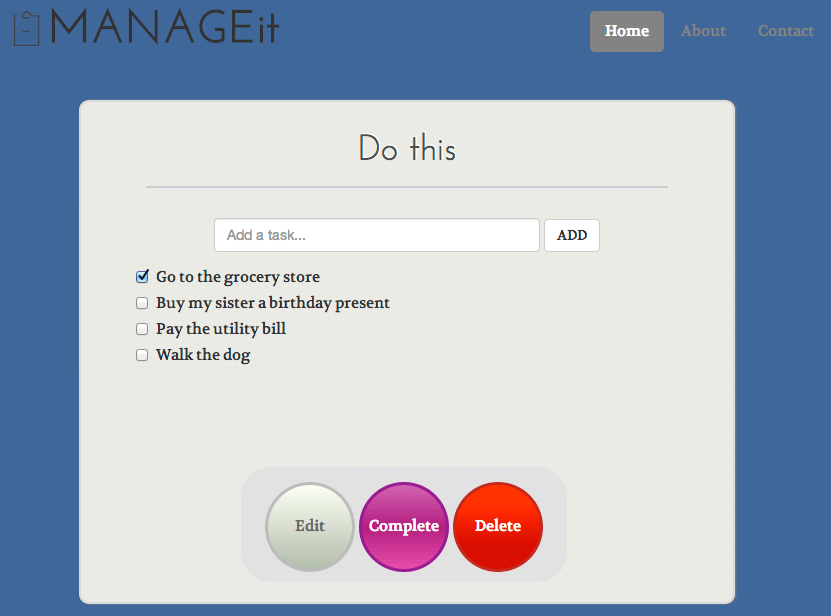 MANAGEit
Home About Contact
Do this
Add a task... ADD
Go to the grocery store
Buy my sister a birthday present
Pay the utility bill
Walk the dog
Edit Complete Delete